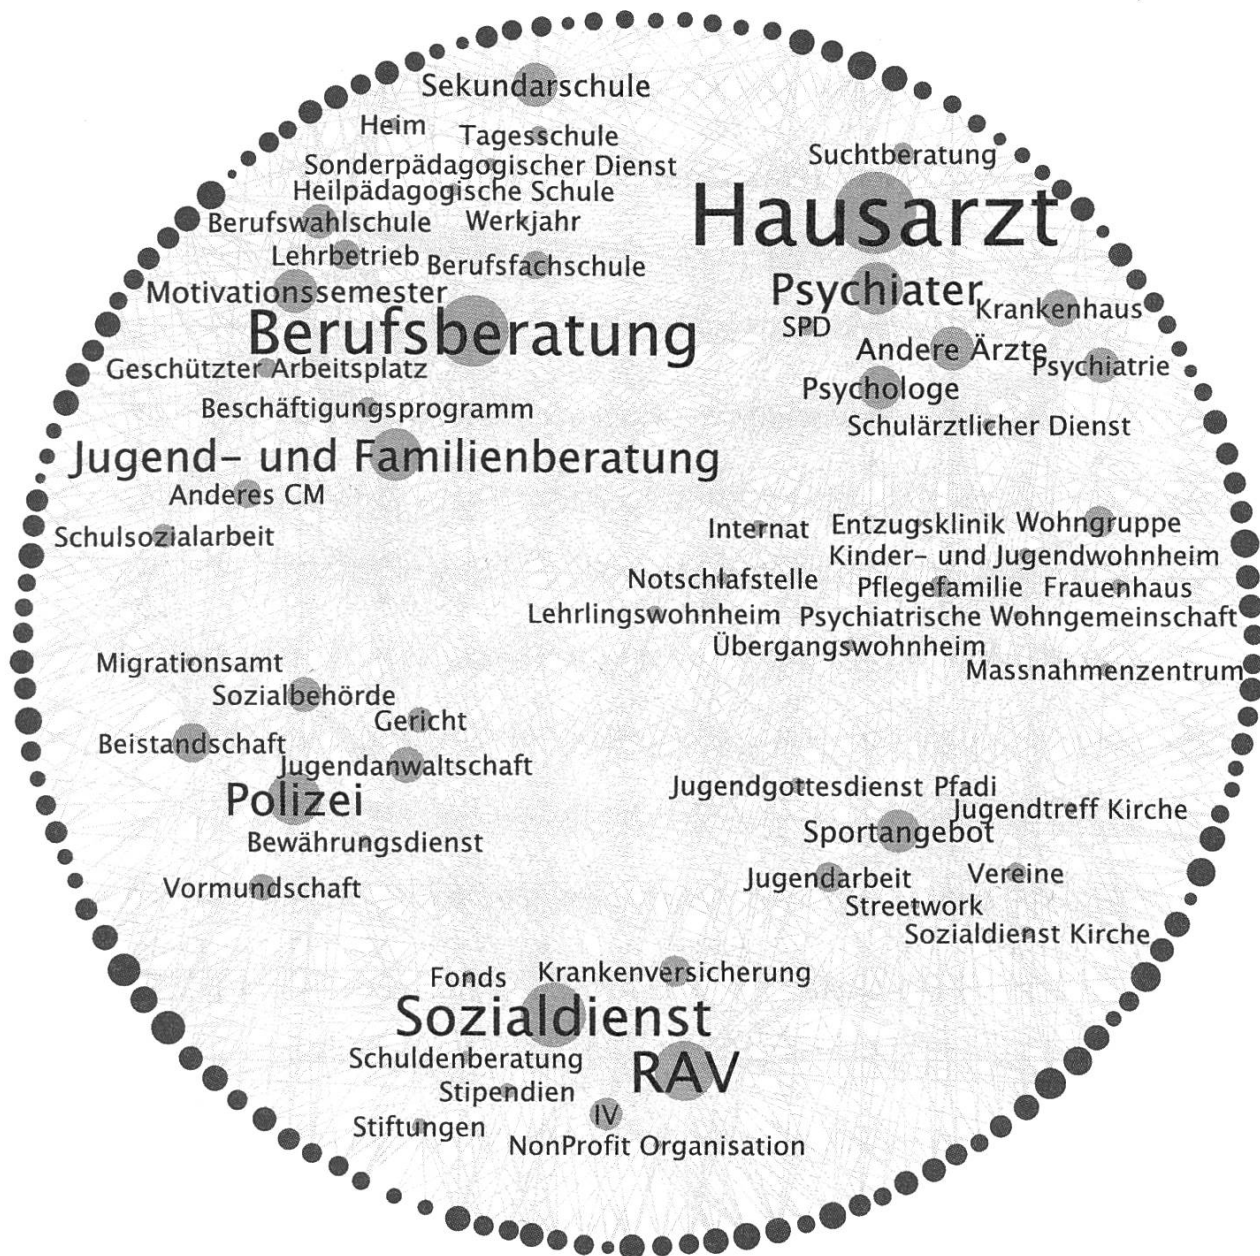 Sekundarschule
Heim
Tagesschule
Sonderpädagogischer Dienst
Heilpädagogische Schule
Berufswahlschule
Werkjahr
Lehrbetrieb
Berufsfachschule
Motivationssemester
Berufsberatung
Geschützter Arbeitsplatz
Beschäftigungsprogramm
Jugend- und Familienberatung
Anderes CM
Schulsozialarbeit
Suchtberatung
Hausarzt
Psychiater
Krankenhaus
SPD
Andere Ärzte
Psychiatrie
Psychologe
Schulärztlicher Dienst
Internat
Entzugsklinik
Wohngruppe
Kinder- und Jugendwohnheim
Notschlafstelle
Pflegefamilie
Frauenhaus
Lehrlingswohnheim
Psychiatrische Wohngemeinschaft
Übergangswohnheim
Massnahmenzentrum
Migrationsamt
Sozialbehörde
Gericht
Beistandschaft
Jugendanwaltschaft
Polizei
Bewährungsdienst
Vormundschaft
Jugendgottesdienst
Pfadi
Jugendtreff Kirche
Sportangebot
Jugendarbeit
Vereine
Streetwork
Sozialdienst Kirche
Fonds
Krankenversicherung
Sozialdienst
Schuldenberatung
RAV
Stipendien
IV
Stiftungen
NonProfit Organisation